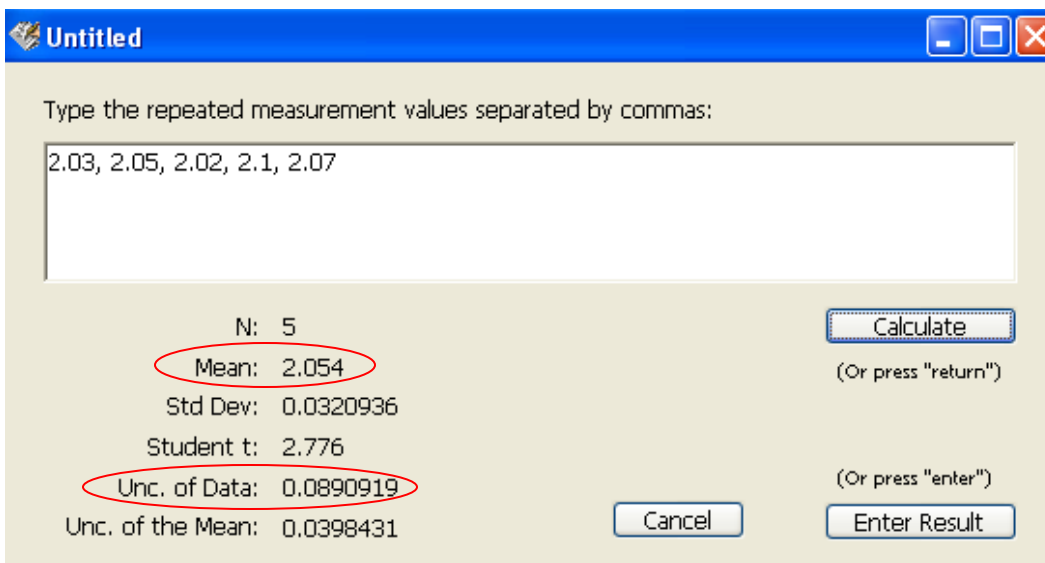 Untitled
Type the repeated measurement values separated by commas:
2.03, 2.05, 2.02, 2.1, 2.07
N: 5
Calculate
Mean: 2.054
(Or press "return")
Std Dev: 0.0320936
Student t: 2.776
Unc. of Data: 0.0890919
(Or press "enter")
Unc. of the Mean: 0.0398431
Cancel
Enter Result